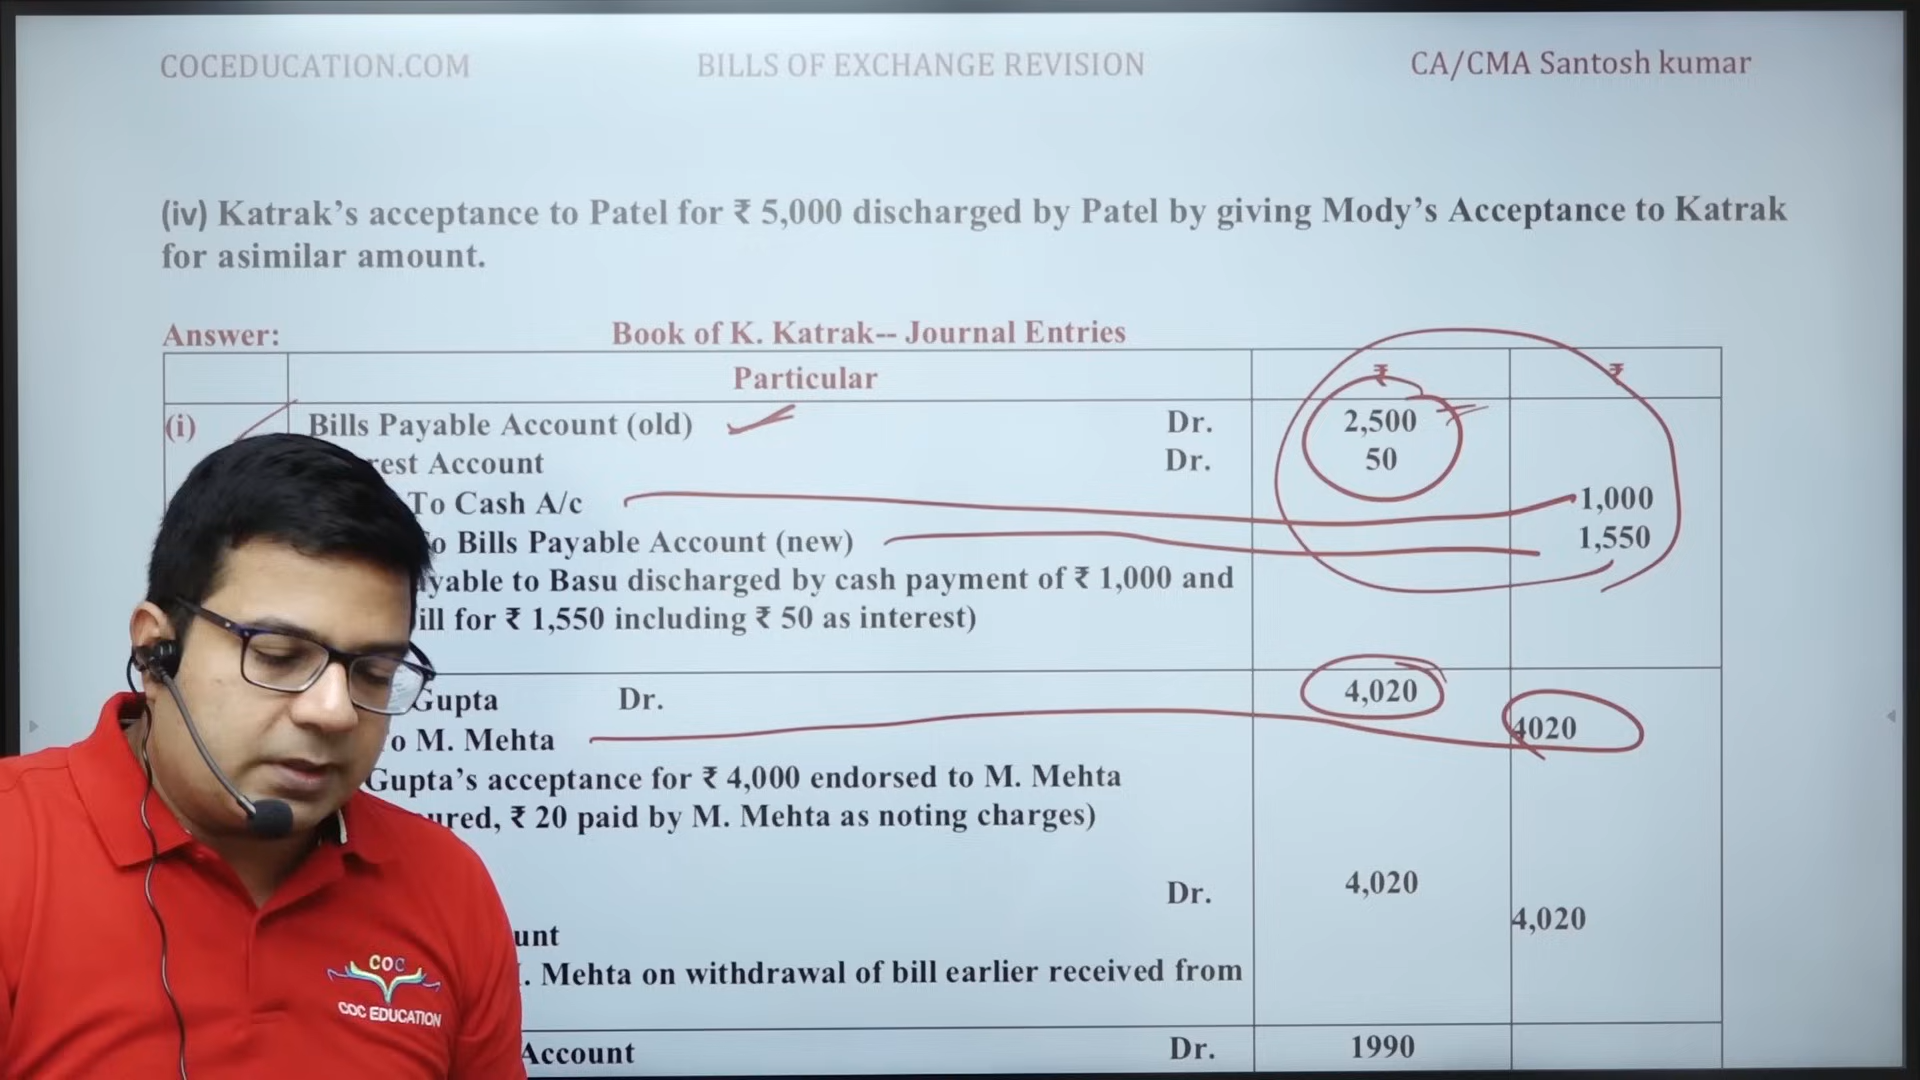 COCEDUCATION.COM BILLS OF EXCHANGE REVISION CA/CMA Santosh kumar
(iv) Katrak's acceptance to Patel for ₹ 5,000 discharged by Patel by giving Mody's Acceptance to Katrak
for asimilar amount.
Answer: Book of K. Katrak-- Journal Entries
Particular ₹ ₹
(i) Bills Payable Account (old) Dr. 2,500
Account Dr. 50
To Cash A/c 1,000
Bills Payable Account (new) 1,550
to Basu discharged by cash payment of ₹ 1,000 and
for ₹ 1,550 including ₹ 50 as interest)
Gupta Dr. 4,020
M. Mehta 4020
Gupta's acceptance for ₹ 4,000 endorsed to M. Mehta
₹ 20 paid by M. Mehta as noting charges)
Dr. 4,020
4,020
Mehta on withdrawal of bill earlier received from
Account Dr. 1990
COC
COC EDUCATION